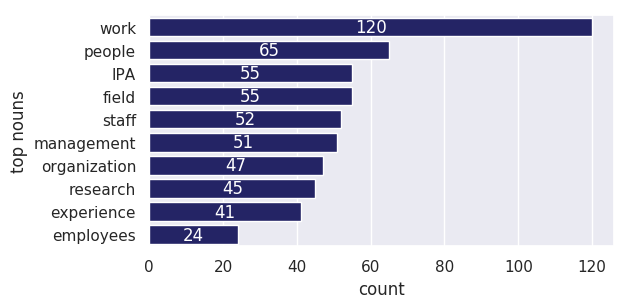 top nouns
work 120
people 65
IPA 55
field 55
staff 52
management 51
organization 47
research 45
experience 41
employees 24
0 20 40 60 80 100 120
count